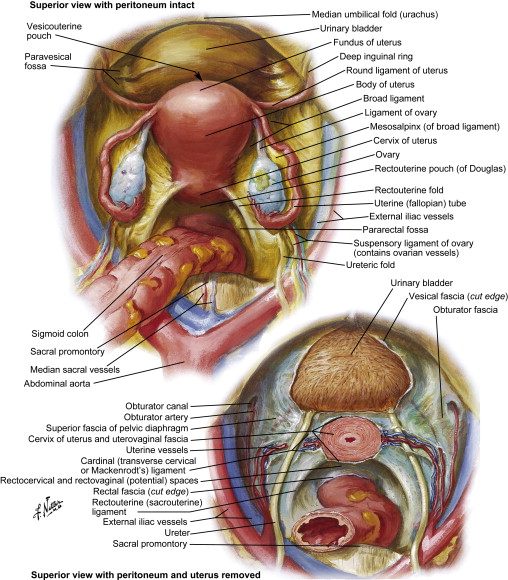 Superior view with peritoneum intact
Vesicouterine
pouch
Paravesical
fossa
Median umbilical fold (urachus)
Urinary bladder
Fundus of uterus
Deep inguinal ring
Round ligament of uterus
Body of uterus
Broad ligament
Ligament of ovary
Mesosalpinx (of broad ligament)
Cervix of uterus
Ovary
Rectouterine pouch (of Douglas)
Rectouterine fold
Uterine (fallopian) tube
External iliac vessels
Pararectal fossa
Suspensory ligament of ovary
(contains ovarian vessels)
Ureteric fold
Sigmoid colon
Sacral promontory
Median sacral vessels
Abdominal aorta
Urinary bladder
Vesical fascia (cut edge)
Obturator fascia
Obturator canal
Obturator artery
Superior fascia of pelvic diaphragm
Cervix of uterus and uterovaginal fascia
Uterine vessels
Cardinal (transverse cervical
or Mackenrodt's) ligament
Rectocervical and rectovaginal (potential) spaces
Rectal fascia (cut edge)
Rectouterine (sacrouterine)
ligament
External iliac vessels
Ureter
Sacral promontory
F. Netter
Superior view with peritoneum and uterus removed